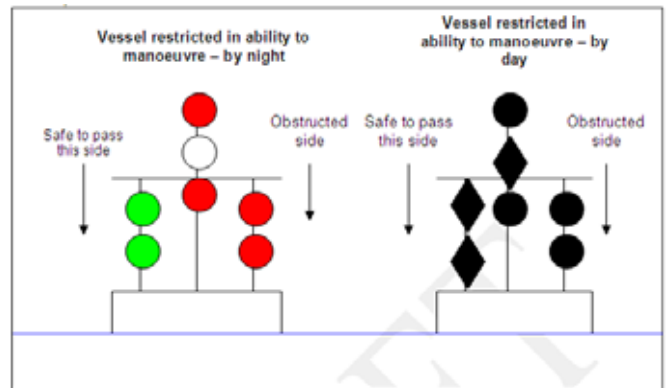 Vessel restricted in ability to
manoeuvre – by night
Safe to pass
this side
Obstructed
side
Vessel restricted in
ability to manoeuvre – by
day
Safe to pass
this side
Obstructed
side